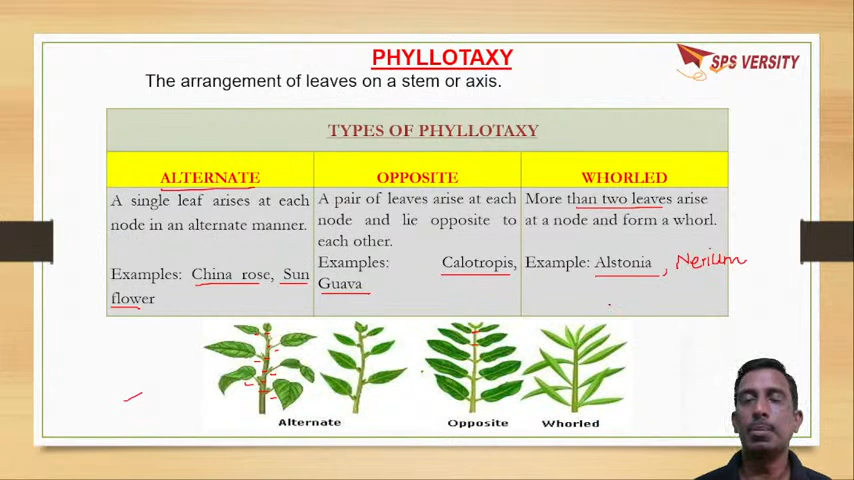 PHYLLOTAXY
SPS VERSITY
The arrangement of leaves on a stem or axis.
TYPES OF PHYLLOTAXY
ALTERNATE
A single leaf arises at each
node in an alternate manner.
Examples: China rose, Sun
flower
OPPOSITE
A pair of leaves arise at each
node and lie opposite to
each other.
Examples: Calotropis,
Guava
WHORLED
More than two leaves arise
at a node and form a whorl.
Example: Alstonia , Nerium
Alternate
Opposite
Whorled